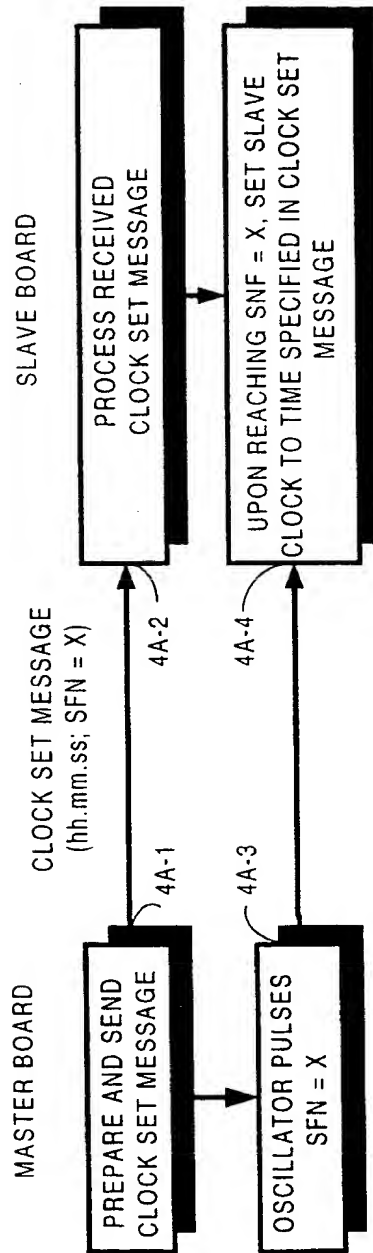 MASTER BOARD
SLAVE BOARD
CLOCK SET MESSAGE
(hh.mm.ss; SFN = X)
PREPARE AND SEND
CLOCK SET MESSAGE
4A-1
4A-2
PROCESS RECEIVED
CLOCK SET MESSAGE
OSCILLATOR PULSES
SFN = X
4A-3
4A-4
UPON REACHING SNF = X, SET SLAVE
CLOCK TO TIME SPECIFIED IN CLOCK SET
MESSAGE